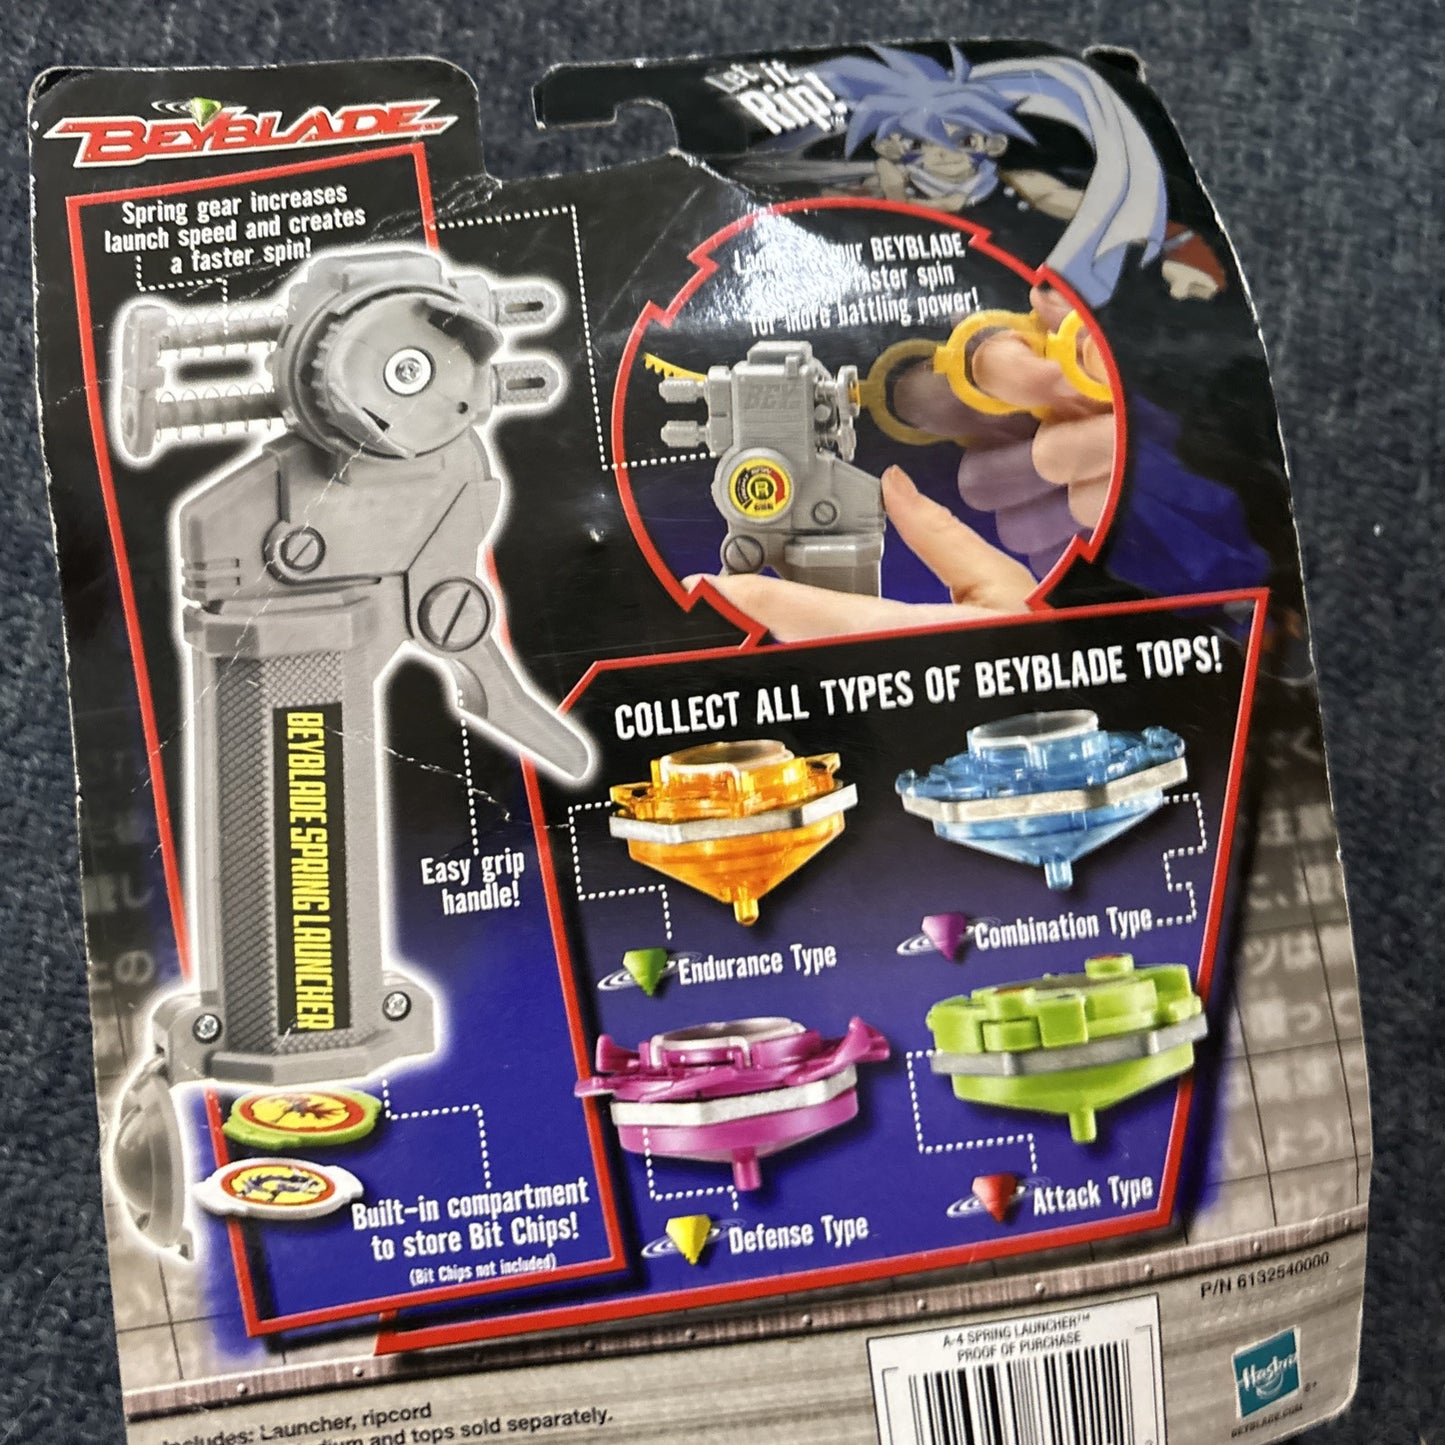 BEYBLADE
Let it
Rip!
Spring gear increases
launch speed and creates
a faster spin!
BEYBLADE
faster spin
for more battling power!
BEY
R
BEYBLADE SPRING LAUNCHER
Easy grip
handle!
COLLECT ALL TYPES OF BEYBLADE TOPS!
Endurance Type
Combination Type
Defense Type
Attack Type
Built-in compartment
to store Bit Chips!
(Bit Chips not included)
P/N 6132540000
A-4 SPRING LAUNCHER™
PROOF OF PURCHASE
Hasbro
BEYBLADE.COM
Launcher, ripcord
and tops sold separately.